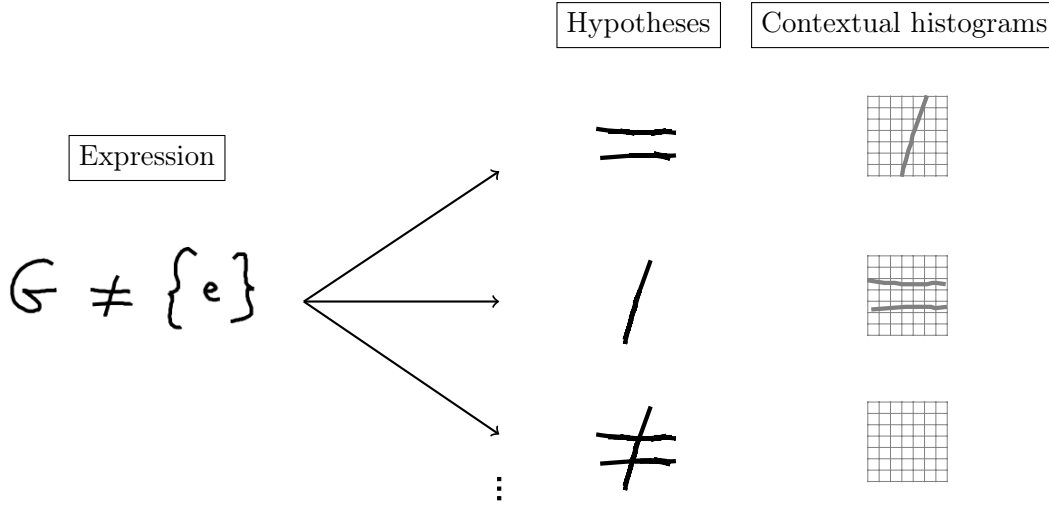 Hypotheses Contextual histograms
Expression
=
G ≠ {e} /
≠
⋮